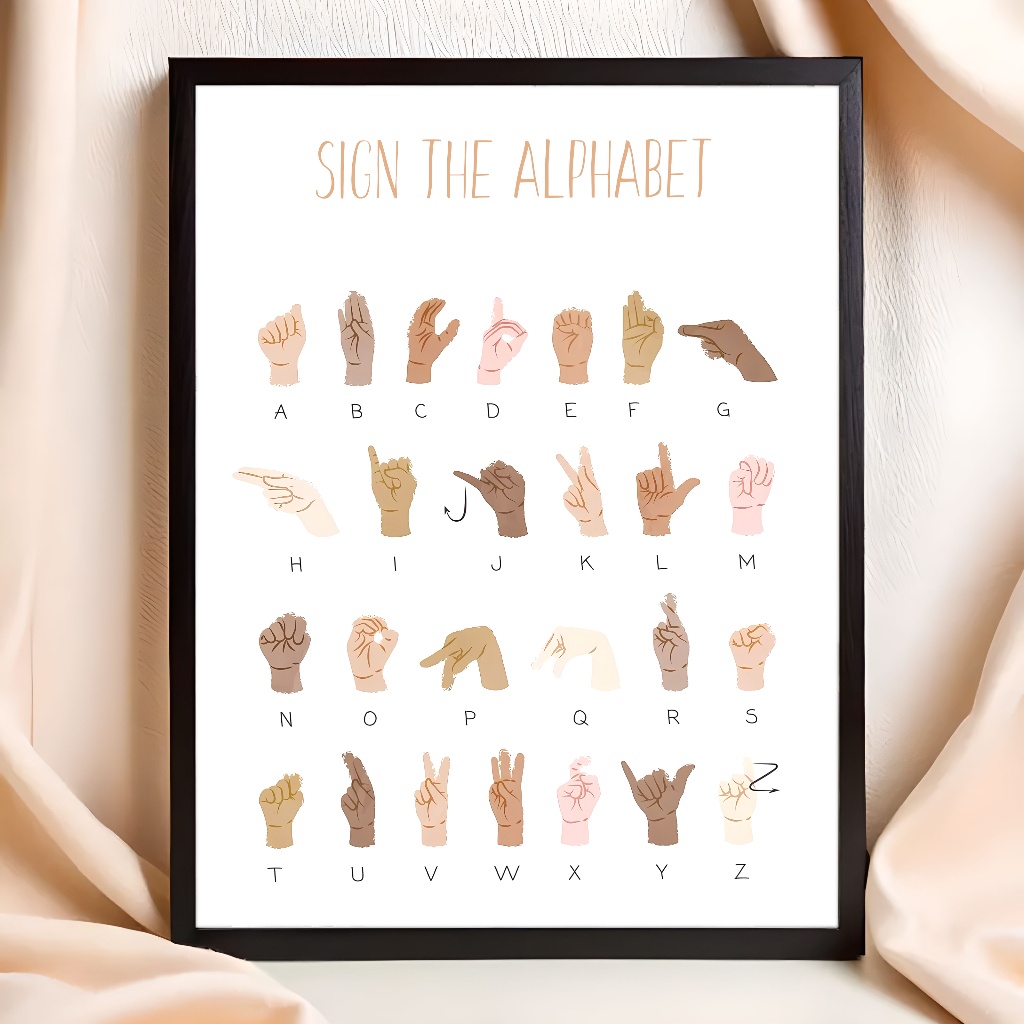 SIGN THE ALPHABET
A B C D E F G
H I J K L M
N O P Q R S
T U V W X Y Z